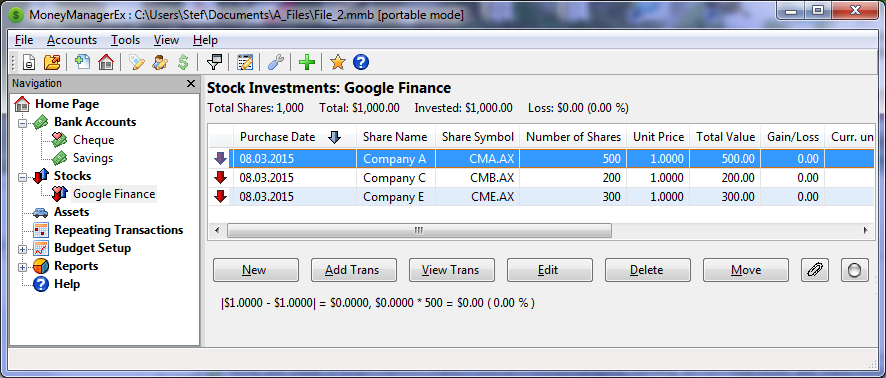 MoneyManagerEx : C:\Users\Stef\Documents\A_Files\File_2.mmb [portable mode]
File Accounts Tools View Help
Navigation
Home Page
Bank Accounts
Cheque
Savings
Stocks
Google Finance
Assets
Repeating Transactions
Budget Setup
Reports
Help
Stock Investments: Google Finance
Total Shares: 1,000 Total: $1,000.00 Invested: $1,000.00 Loss: $0.00 (0.00 %)
Purchase Date Share Name Share Symbol Number of Shares Unit Price Total Value Gain/Loss Curr. un
08.03.2015 Company A CMA.AX 500 1.0000 500.00 0.00
08.03.2015 Company C CMB.AX 200 1.0000 200.00 0.00
08.03.2015 Company E CME.AX 300 1.0000 300.00 0.00
New Add Trans View Trans Edit Delete Move
|$1.0000 - $1.0000| = $0.0000, $0.0000 * 500 = $0.00 ( 0.00 % )